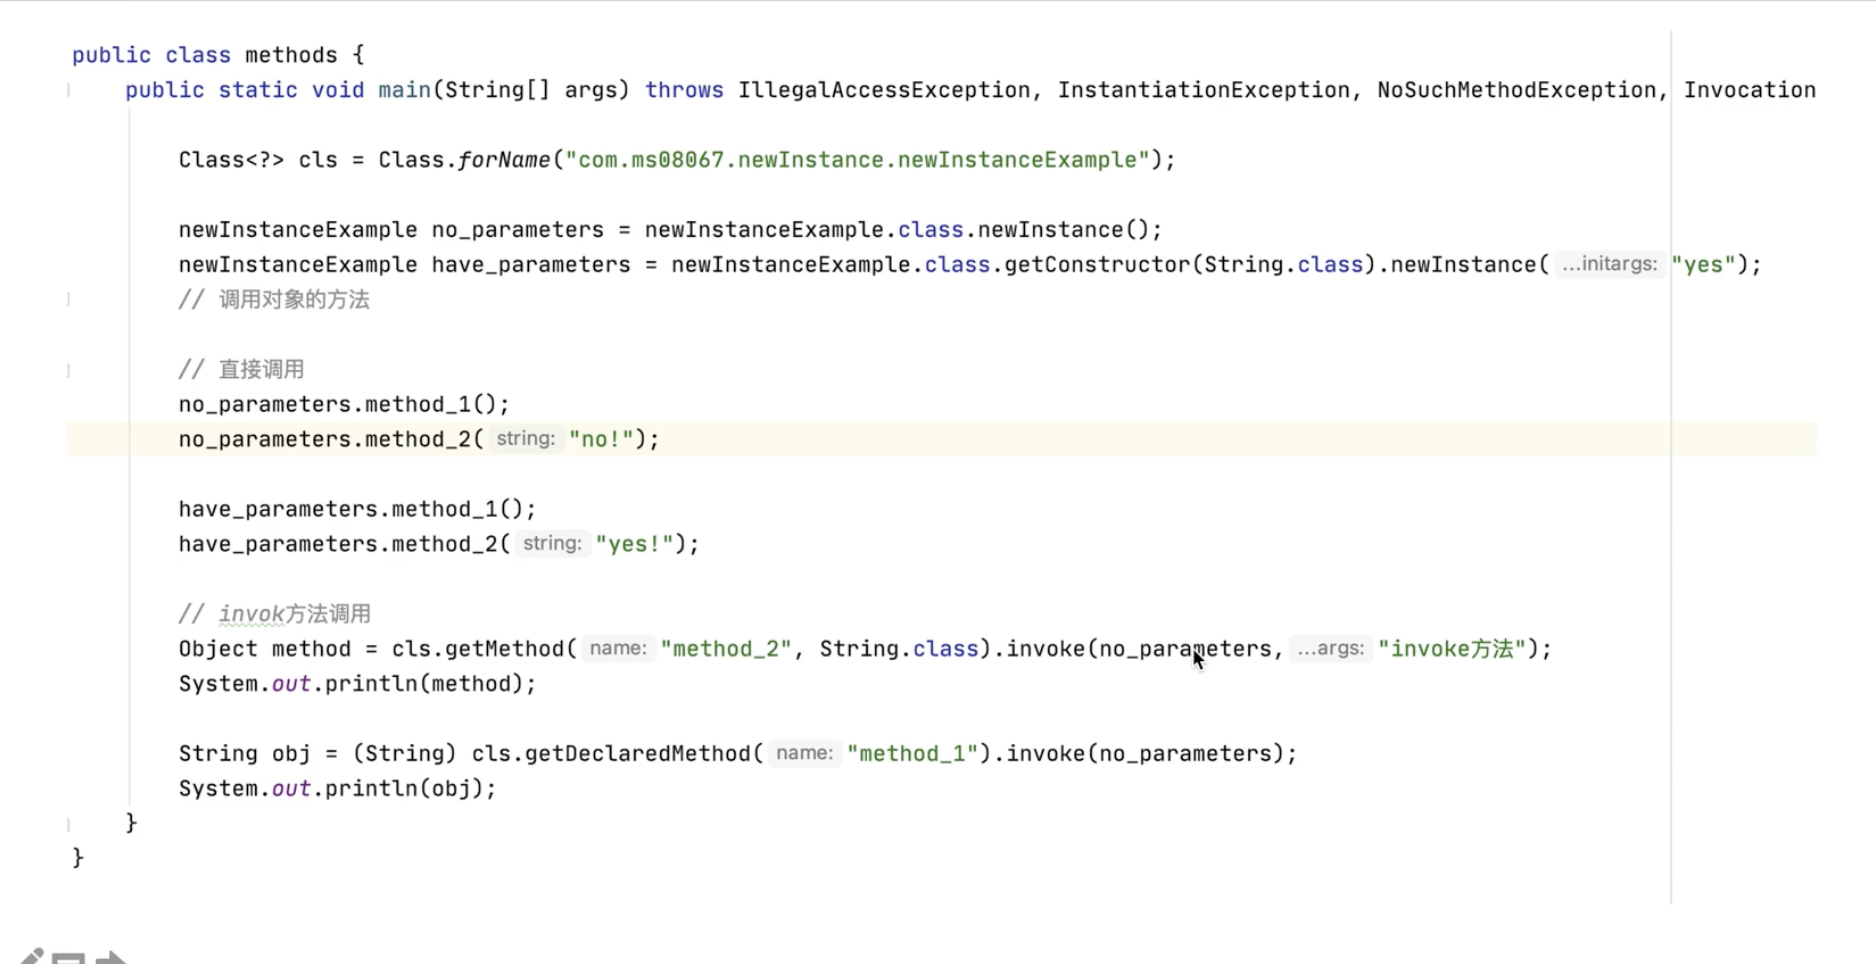 public class methods {
public static void main(String[] args) throws IllegalAccessException, InstantiationException, NoSuchMethodException, Invocation
Class<?> cls = Class.forName("com.ms08067.newInstance.newInstanceExample");
newInstanceExample no_parameters = newInstanceExample.class.newInstance();
newInstanceExample have_parameters = newInstanceExample.class.getConstructor(String.class).newInstance( ...initargs: "yes");
// 调用对象的方法
// 直接调用
no_parameters.method_1();
no_parameters.method_2( string: "no!");
have_parameters.method_1();
have_parameters.method_2( string: "yes!");
// invok方法调用
Object method = cls.getMethod( name: "method_2", String.class).invoke(no_parameters, ...args: "invoke方法");
System.out.println(method);
String obj = (String) cls.getDeclaredMethod( name: "method_1").invoke(no_parameters);
System.out.println(obj);
}
}